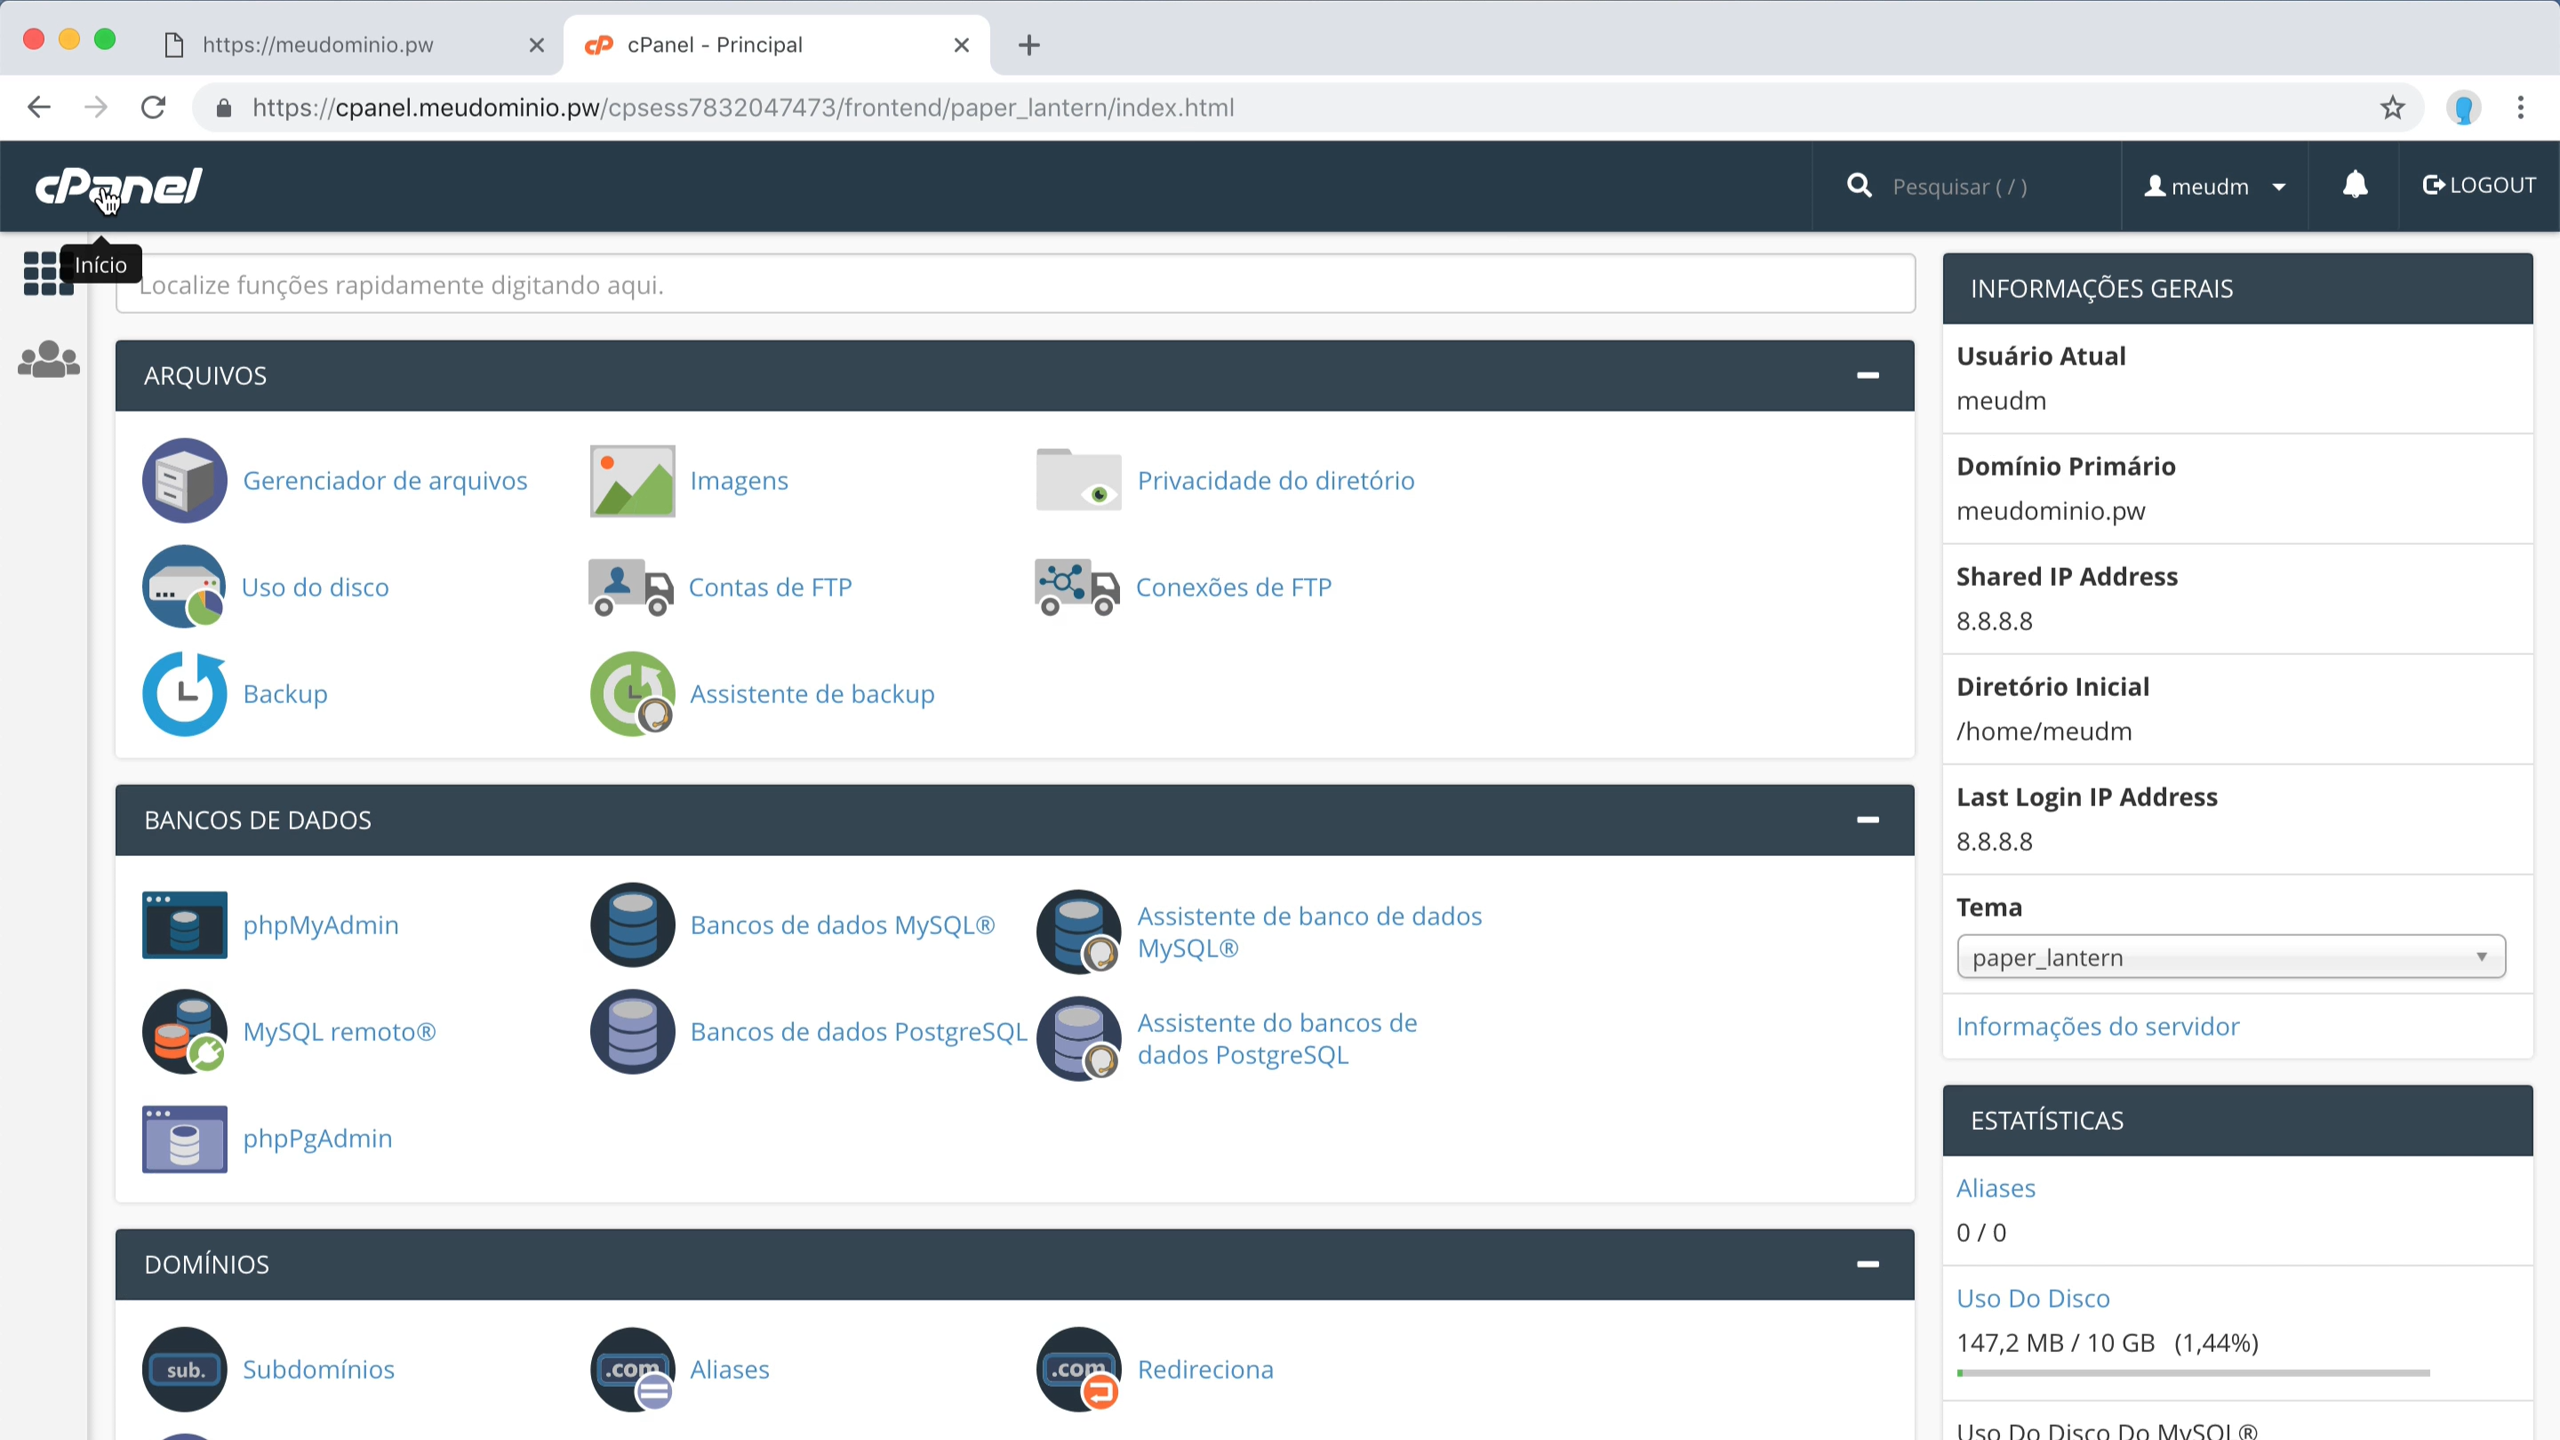 https://meudominio.pw
cPanel - Principal
https://cpanel.meudominio.pw/cpsess7832047473/frontend/paper_lantern/index.html
cPanel
Pesquisar ( / )
meudm
LOGOUT
Início
Localize funções rapidamente digitando aqui.
ARQUIVOS
Gerenciador de arquivos
Imagens
Privacidade do diretório
Uso do disco
Contas de FTP
Conexões de FTP
Backup
Assistente de backup
BANCOS DE DADOS
phpMyAdmin
Bancos de dados MySQL®
Assistente de banco de dados
MySQL®
MySQL remoto®
Bancos de dados PostgreSQL
Assistente do bancos de
dados PostgreSQL
phpPgAdmin
DOMÍNIOS
sub.
Subdomínios
.com
Aliases
.com
Redireciona
INFORMAÇÕES GERAIS
Usuário Atual
meudm
Domínio Primário
meudominio.pw
Shared IP Address
8.8.8.8
Diretório Inicial
/home/meudm
Last Login IP Address
8.8.8.8
Tema
paper_lantern
Informações do servidor
ESTATÍSTICAS
Aliases
0 / 0
Uso Do Disco
147,2 MB / 10 GB (1,44%)
Uso Do Disco Do MySQL®